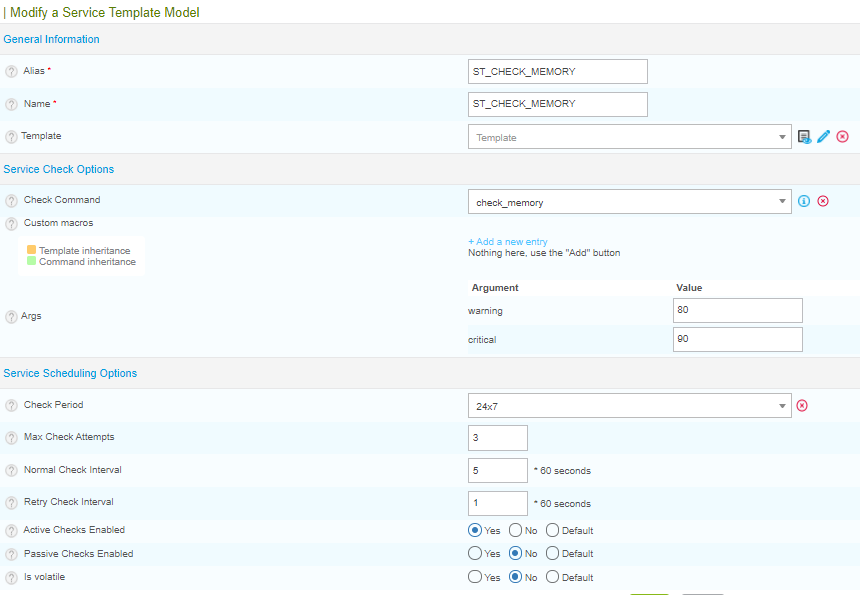 | Modify a Service Template Model
General Information
? Alias *
ST_CHECK_MEMORY
? Name *
ST_CHECK_MEMORY
? Template
Template
Service Check Options
? Check Command
check_memory
? Custom macros
Template inheritance
Command inheritance
+ Add a new entry
Nothing here, use the "Add" button
? Args
Argument Value
warning 80
critical 90
Service Scheduling Options
? Check Period
24x7
? Max Check Attempts
3
? Normal Check Interval
5 * 60 seconds
? Retry Check Interval
1 * 60 seconds
? Active Checks Enabled
Yes No Default
? Passive Checks Enabled
Yes No Default
? Is volatile
Yes No Default